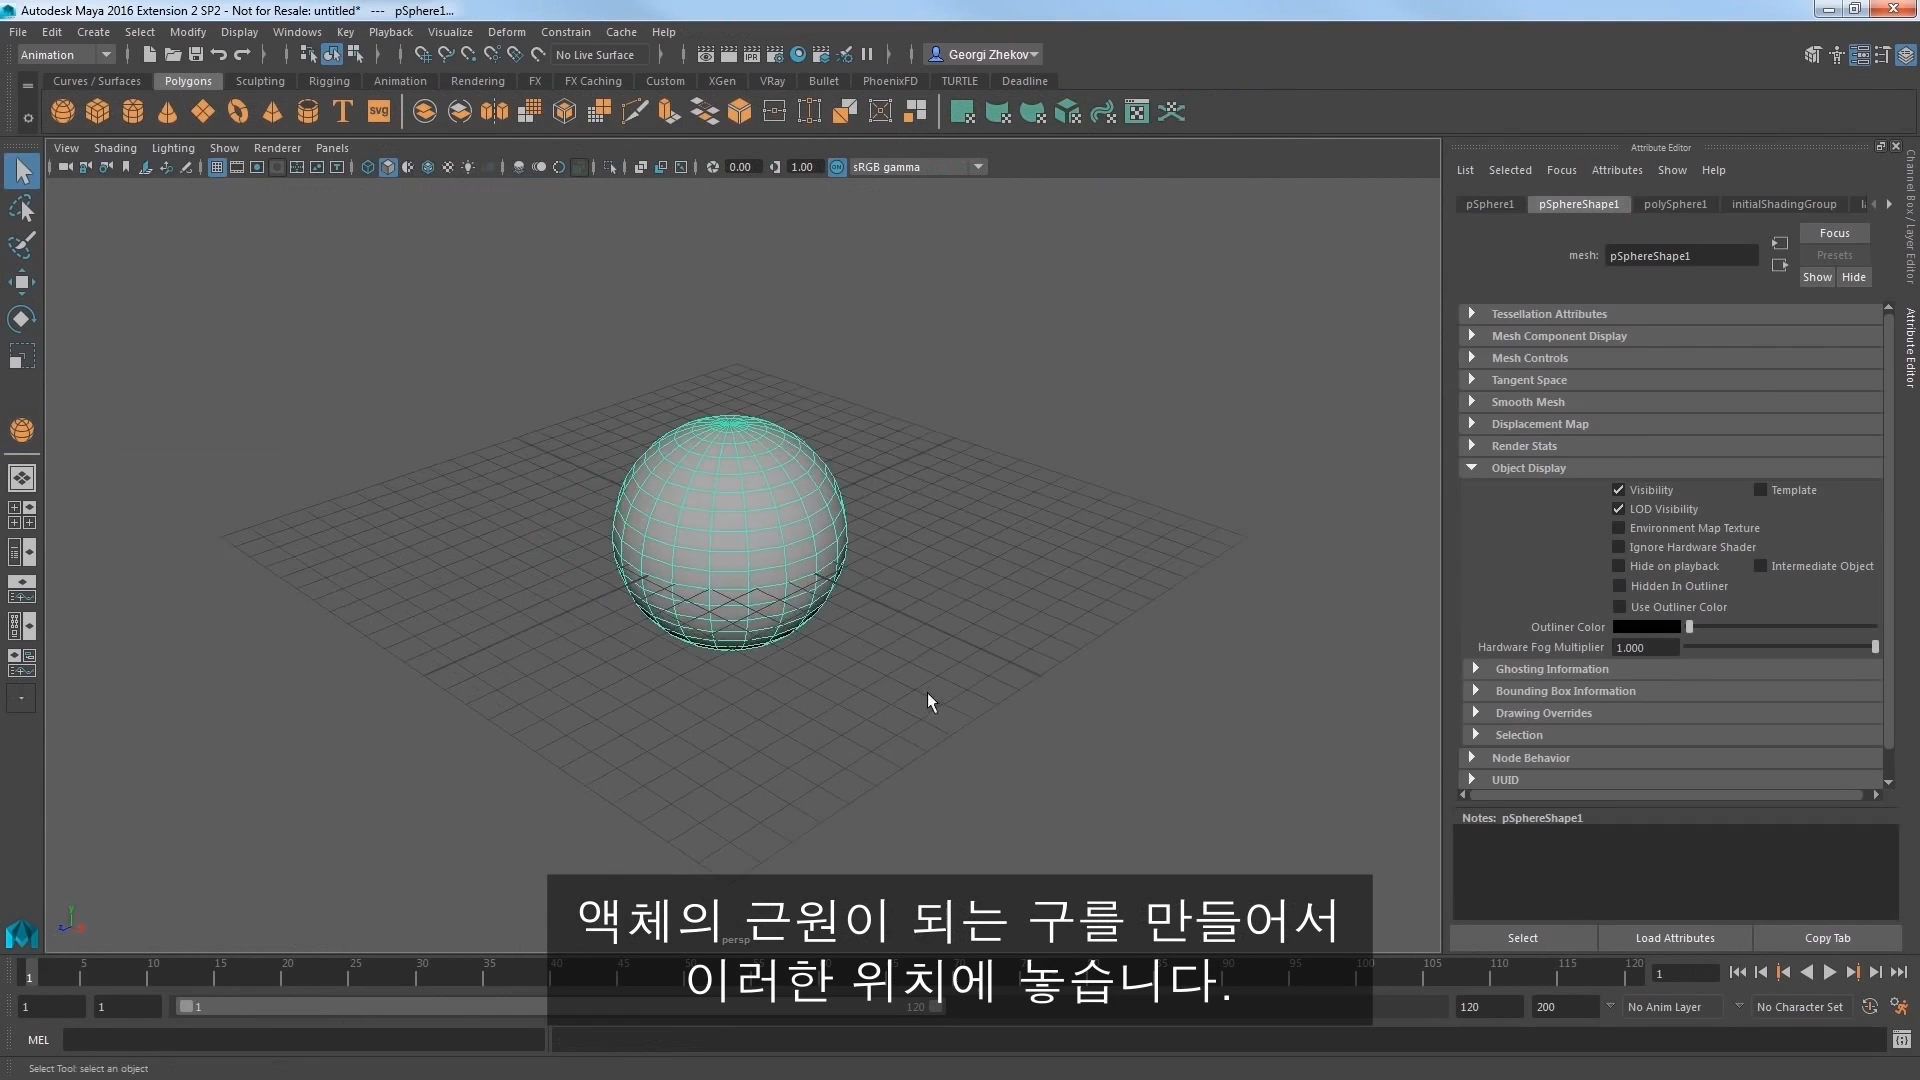 Autodesk Maya 2016 Extension 2 SP2 - Not for Resale: untitled* --- pSphere1...
File Edit Create Select Modify Display Windows Key Playback Visualize Deform Constrain Cache Help
Animation No Live Surface Georgi Zhekov
Curves / Surfaces Polygons Sculpting Rigging Animation Rendering FX FX Caching Custom XGen VRay Bullet PhoenixFD TURTLE Deadline
T svg
View Shading Lighting Show Renderer Panels
0.00 1.00 sRGB gamma
Attribute Editor
List Selected Focus Attributes Show Help
pSphere1 pSphereShape1 polySphere1 initialShadingGroup
Focus
mesh: pSphereShape1
Presets
Show Hide
Tessellation Attributes
Mesh Component Display
Mesh Controls
Tangent Space
Smooth Mesh
Displacement Map
Render Stats
Object Display
Visibility Template
LOD Visibility
Environment Map Texture
Ignore Hardware Shader
Hide on playback Intermediate Object
Hidden In Outliner
Use Outliner Color
Outliner Color
Hardware Fog Multiplier 1.000
Ghosting Information
Bounding Box Information
Drawing Overrides
Selection
Node Behavior
UUID
Notes: pSphereShape1
Select Load Attributes Copy Tab
Channel Box / Layer Editor
Attribute Editor
액체의 근원이 되는 구를 만들어서
이러한 위치에 놓습니다.
persp
1 5 10 15 20 25 30 35 40 45 50 55 60 65 70 75 80 85 90 95 100 105 110 115 120 1
1 1 1 120 120 200 No Anim Layer No Character Set
MEL
Select Tool: select an object